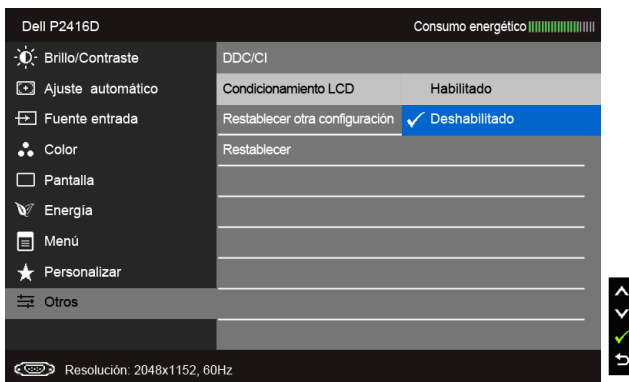 Dell P2416D
Consumo energético
Brillo/Contraste
DDC/CI
Ajuste automático
Condicionamiento LCD
Habilitado
Fuente entrada
Restablecer otra configuración
Deshabilitado
Color
Restablecer
Pantalla
Energía
Menú
Personalizar
Otros
Resolución: 2048x1152, 60Hz